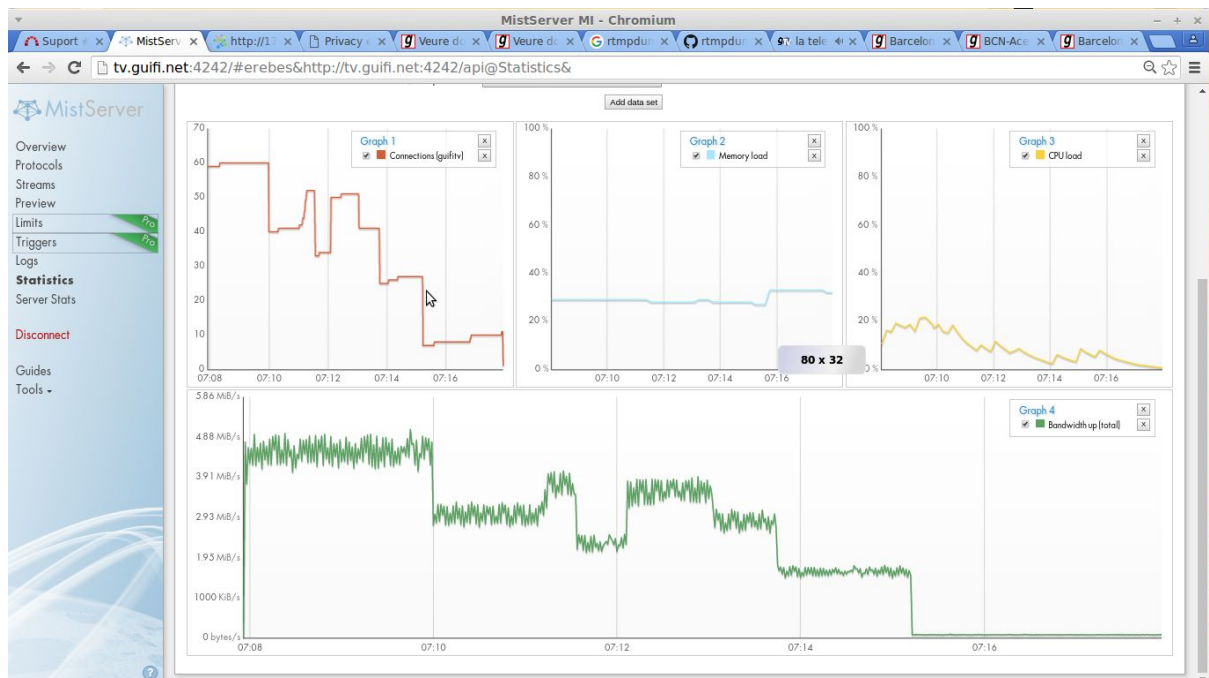 MistServer MI - Chromium
Suport
MistServ
http://17
Privacy
Veure do
Veure do
rtmpdun
rtmpdun
la tele
Barcelon
BCN-Ace
Barcelon
tv.guifi.net:4242/#erebes&http://tv.guifi.net:4242/api@Statistics&
MistServer
Overview
Protocols
Streams
Preview
Limits Pro
Triggers Pro
Logs
Statistics
Server Stats
Disconnect
Guides
Tools
Add data set
Graph 1 x
Connections (guifitv) x
70
60
50
40
30
20
10
0
07:08 07:10 07:12 07:14 07:16
Graph 2 x
Memory load x
100 %
80 %
60 %
40 %
20 %
0 %
07:10 07:12 07:14 07:16
80 x 32
Graph 3 x
CPU load x
100 %
80 %
60 %
40 %
20 %
0 %
07:10 07:12 07:14 07:16
Graph 4 x
Bandwidth up (total) x
5.86 MiB/s
4.88 MiB/s
3.91 MiB/s
2.93 MiB/s
1.95 MiB/s
1000 KiB/s
0 bytes/s
07:08 07:10 07:12 07:14 07:16